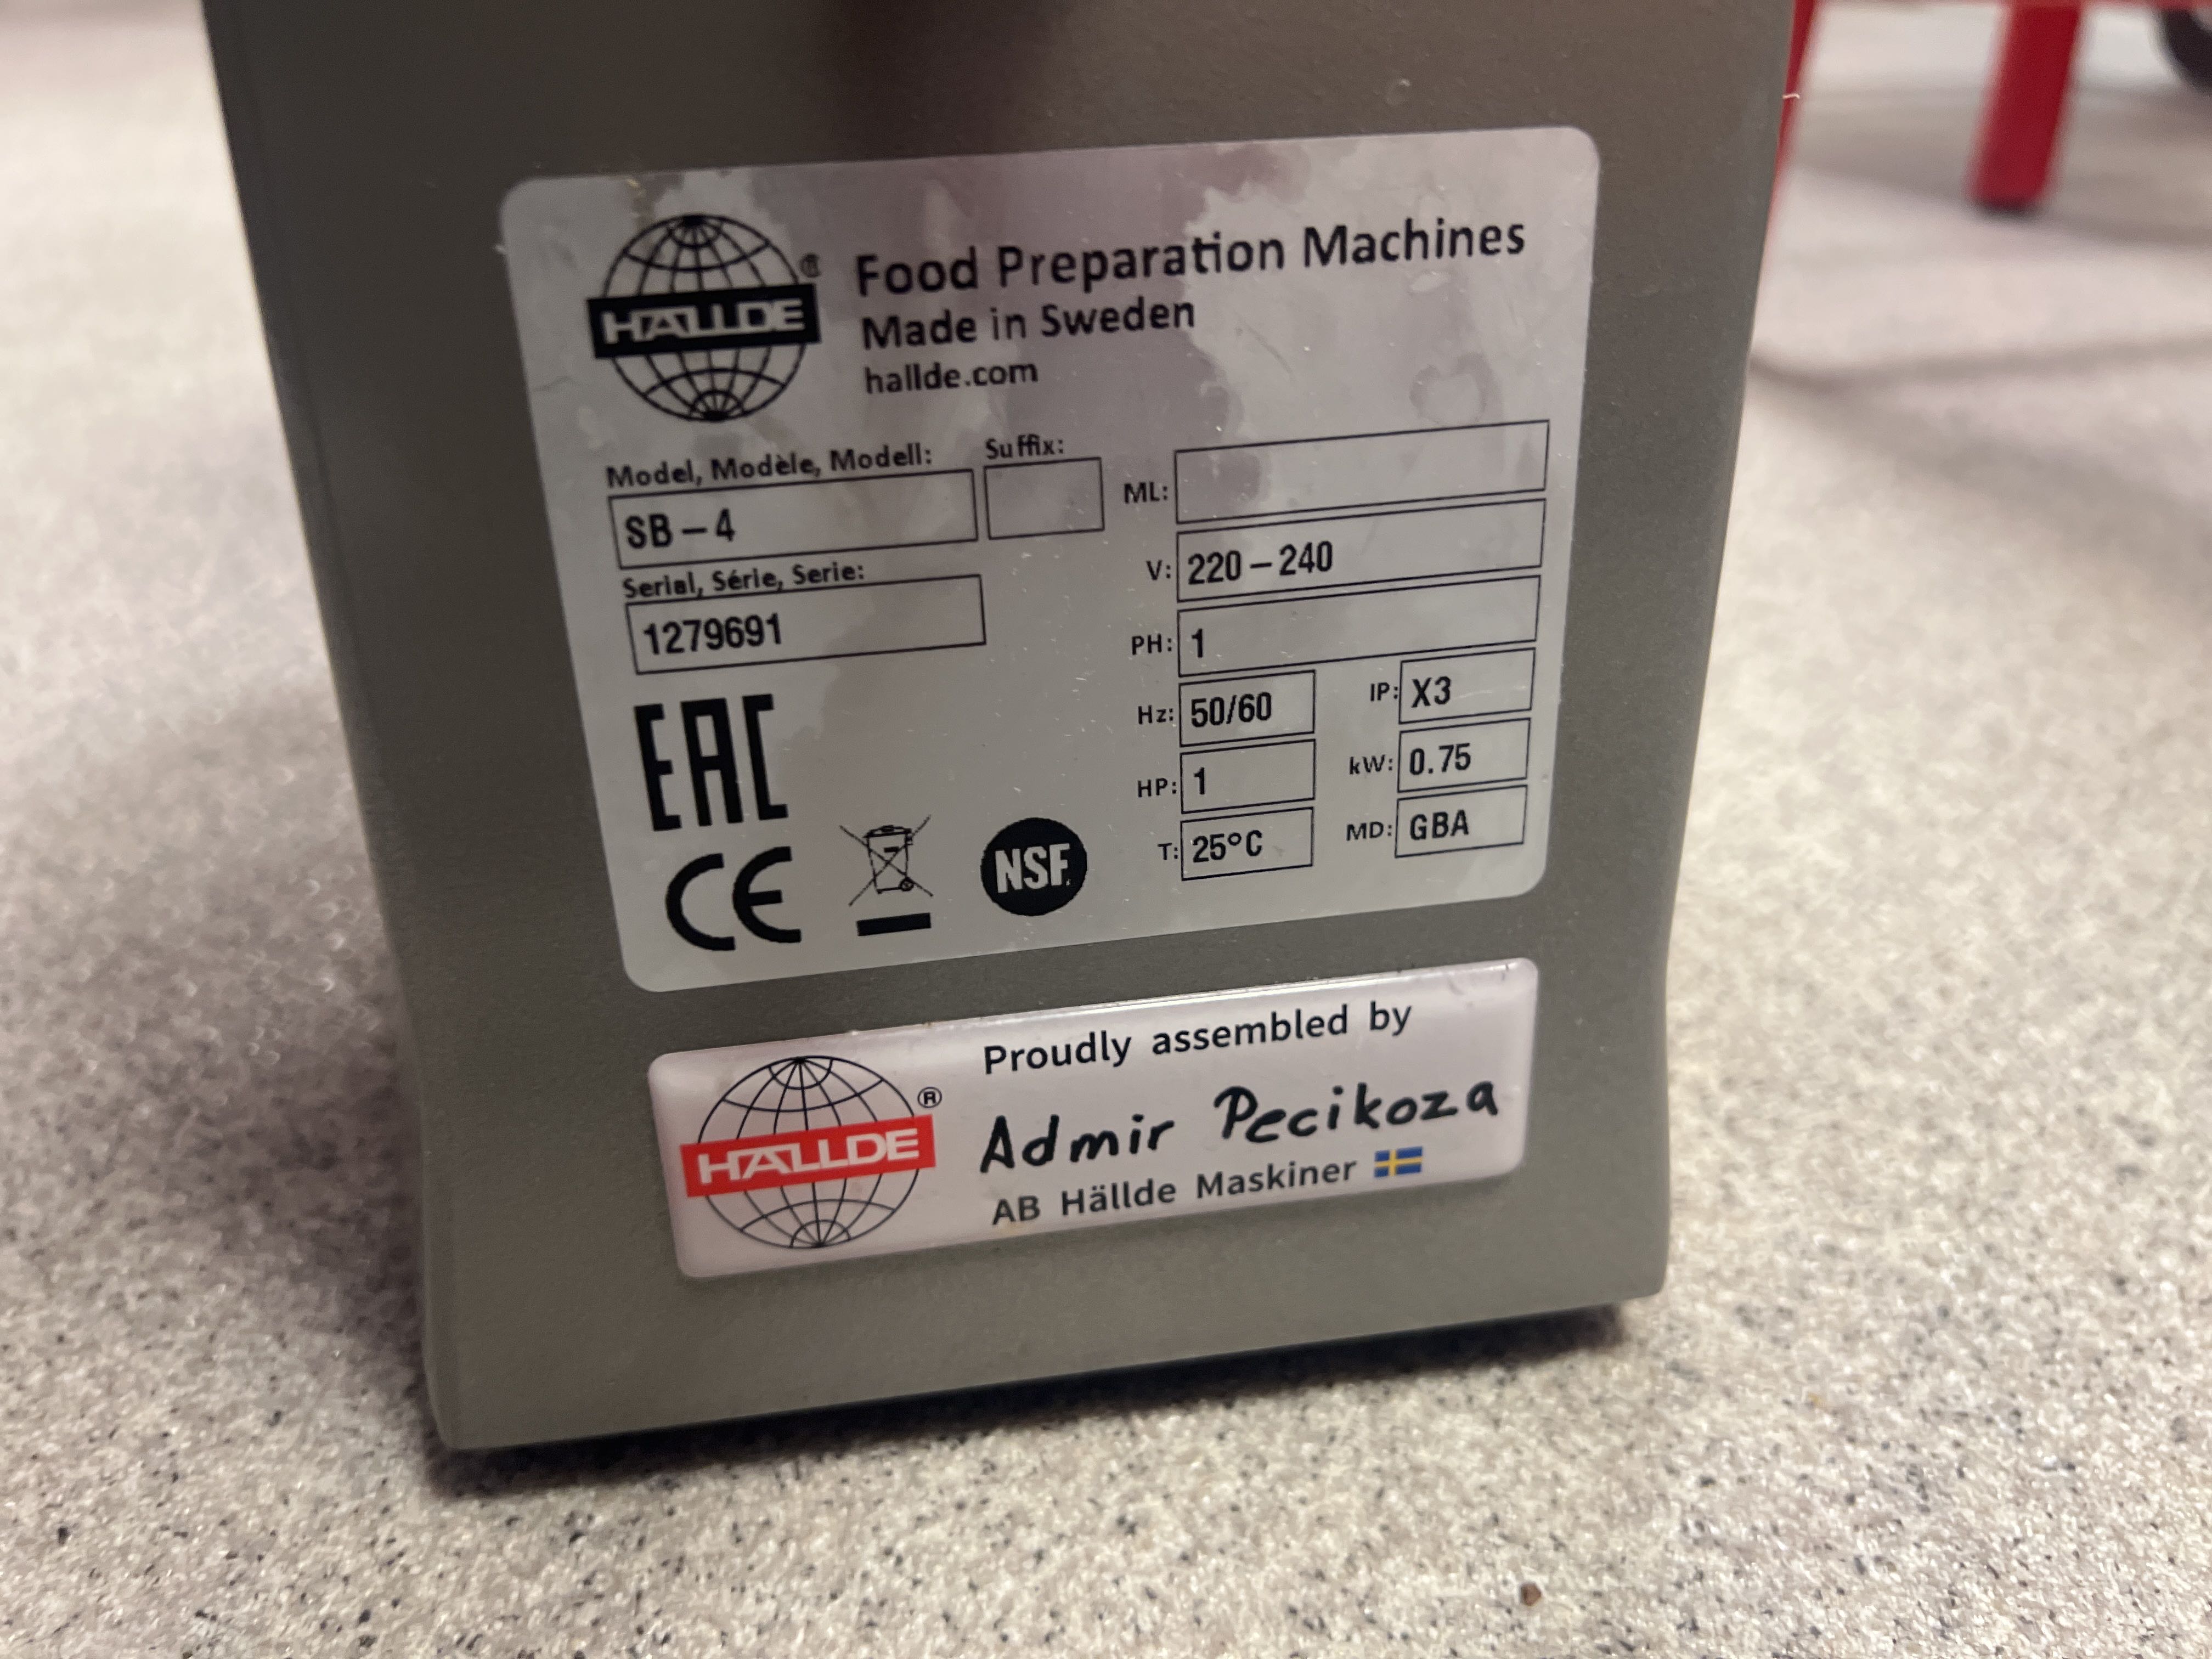 HALLDE ®
Food Preparation Machines
Made in Sweden
hallde.com
Model, Modèle, Modell:
SB – 4
Suffix:
Serial, Série, Serie:
1279691
ML:
V: 220 – 240
PH: 1
Hz: 50/60 IP: X3
HP: 1 kW: 0.75
T: 25°C MD: GBA
EAC
CE
NSF.
HALLDE ®
Proudly assembled by
Admir Pecikoza
AB Hällde Maskiner